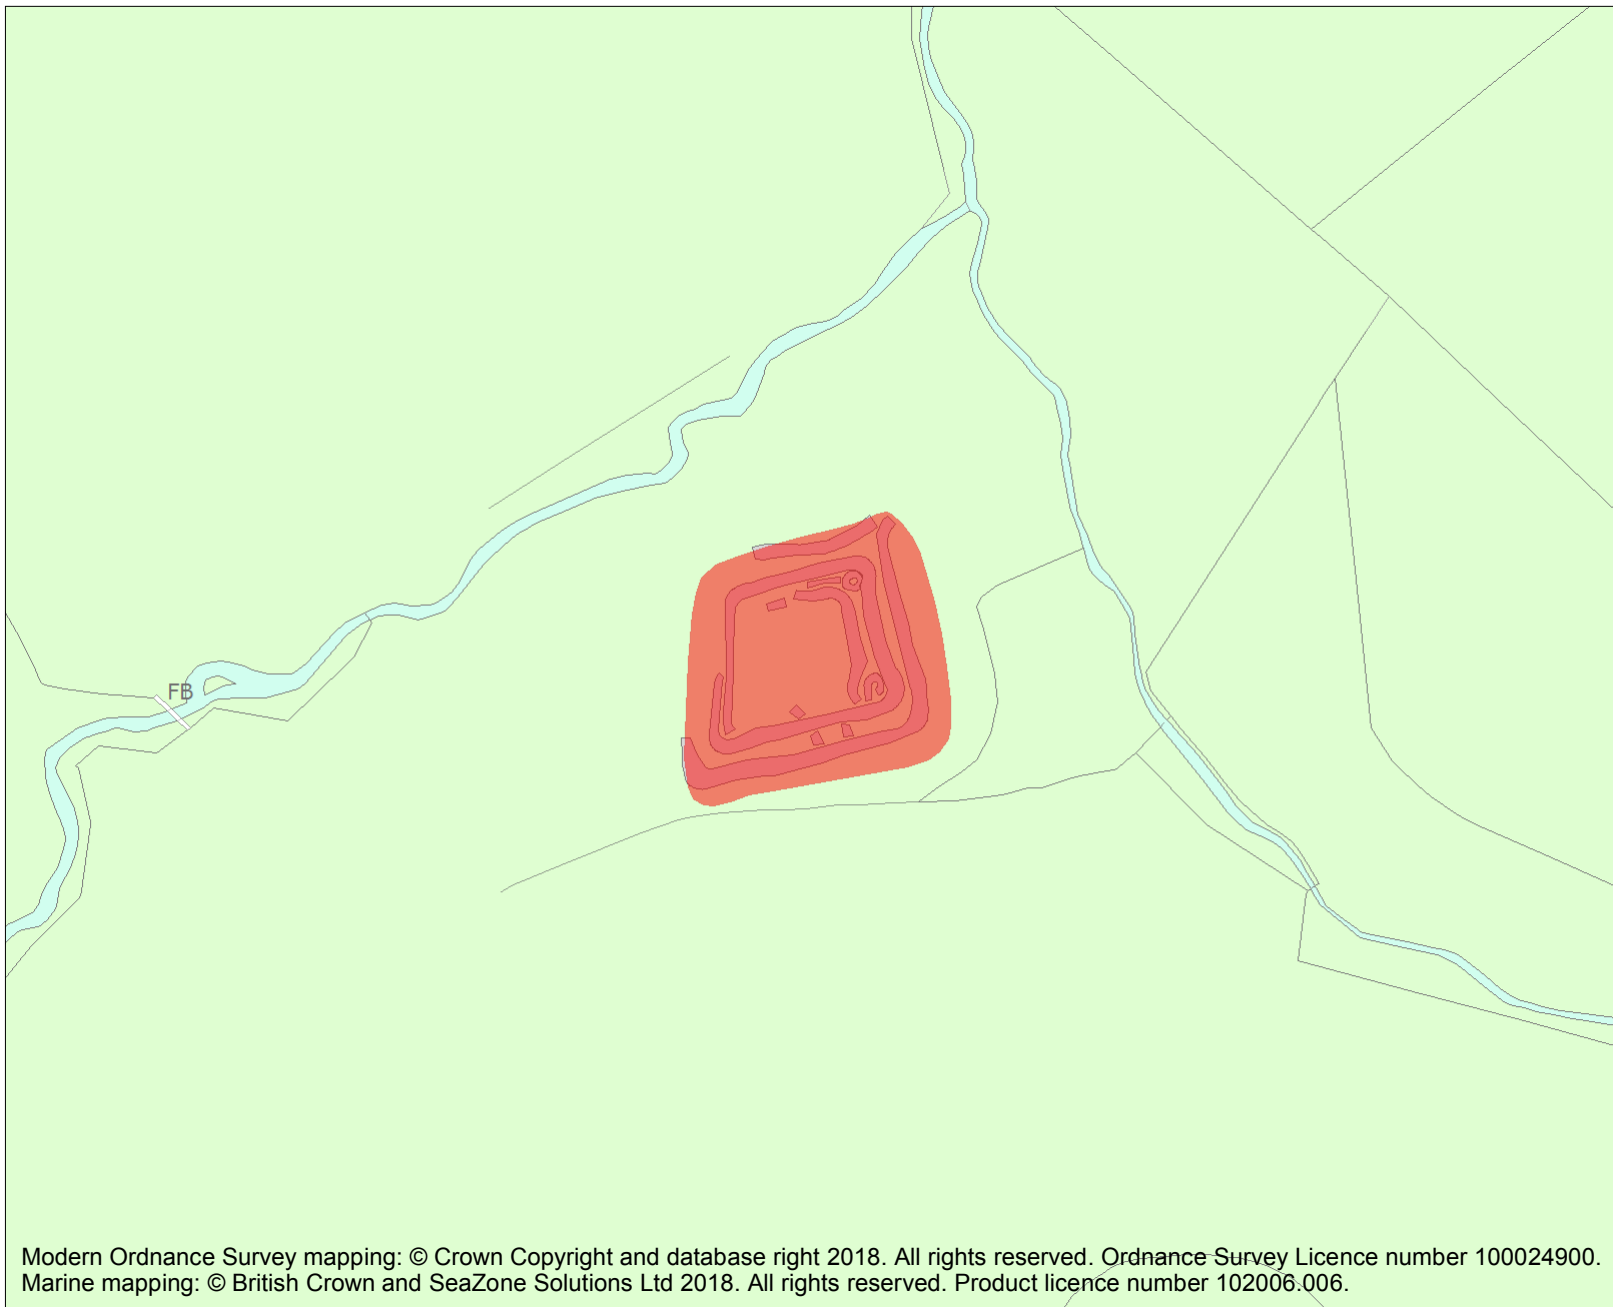 FB
Modern Ordnance Survey mapping: © Crown Copyright and database right 2018. All rights reserved. Ordnance Survey Licence number 100024900.
Marine mapping: © British Crown and SeaZone Solutions Ltd 2018. All rights reserved. Product licence number 102006.006.